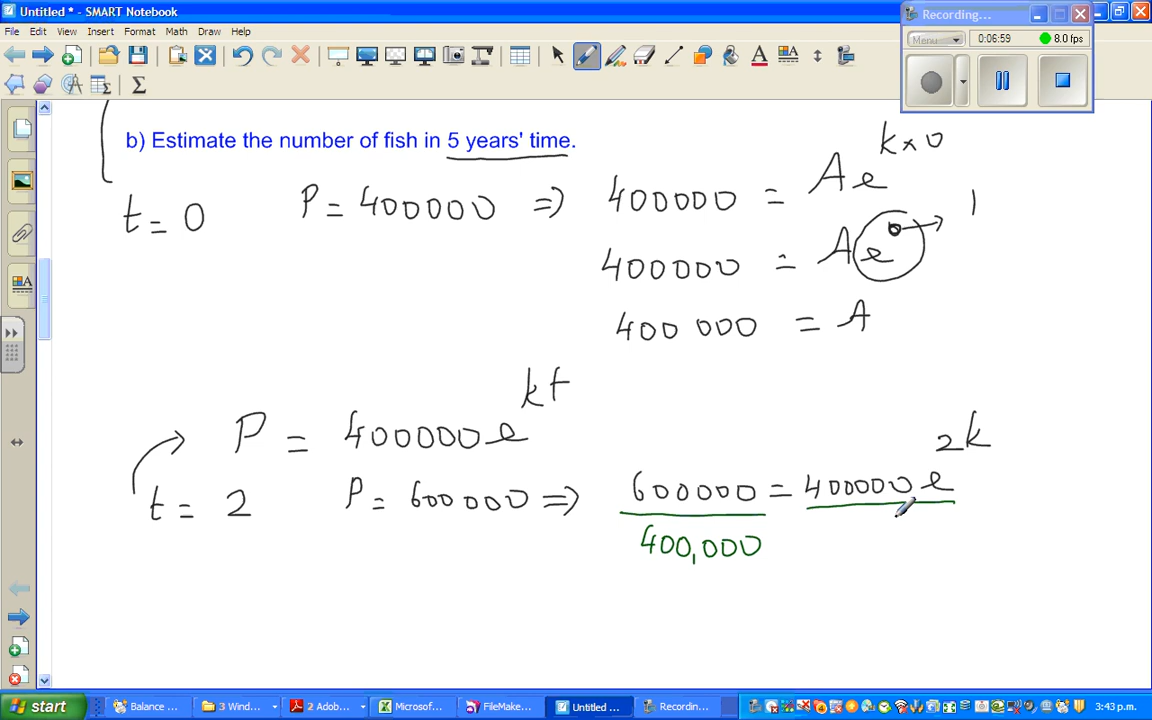 Untitled * - SMART Notebook
Recording...
File Edit View Insert Format Math Draw Help
Menu 0:06:59 8.0 fps
b) Estimate the number of fish in 5 years' time.
t = 0 P = 400000 ⇒ 400000 = Ae^{k×0}
400000 = Ae^0 → 1
400 000 = A
P = 400000e^{kt}
t = 2 P = 600000 ⇒ 600000 = 400000e^{2k}
400,000
start Balance ... 3 Wind... 2 Adob... Microsof... FileMake... Untitled ... Recordin... 3:43 p.m.